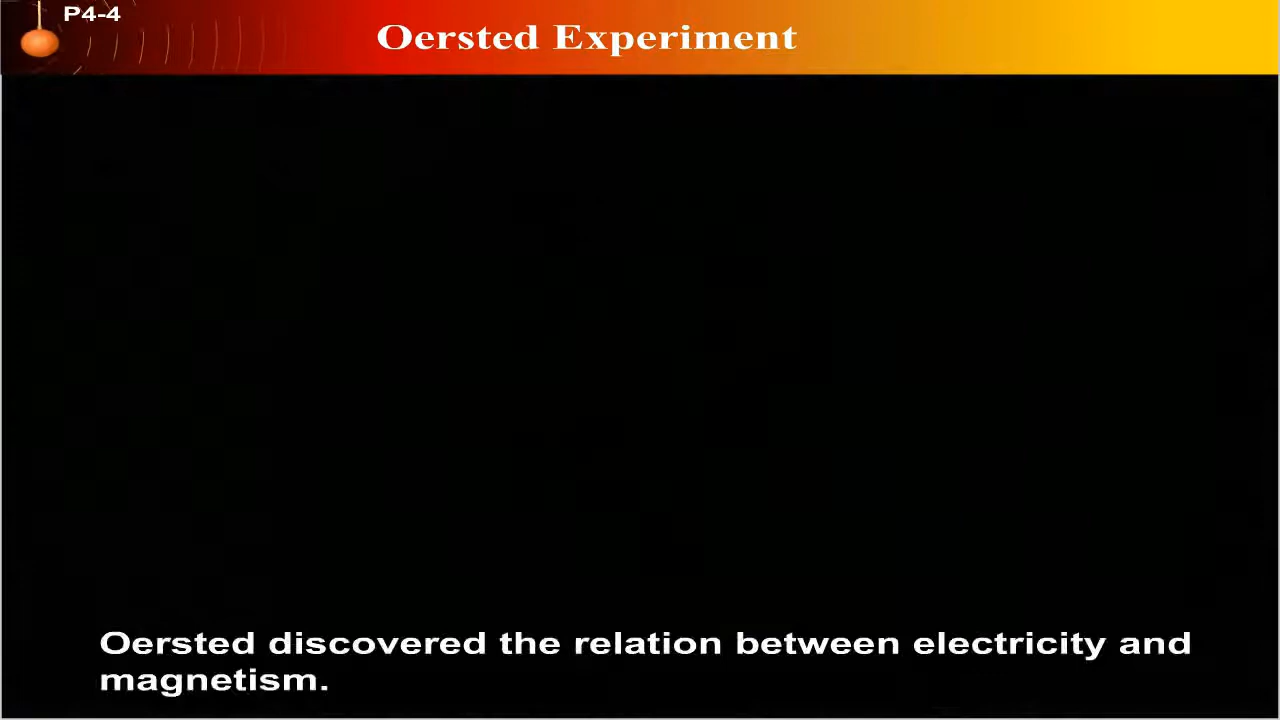 P4-4
Oersted Experiment
Oersted discovered the relation between electricity and
magnetism.